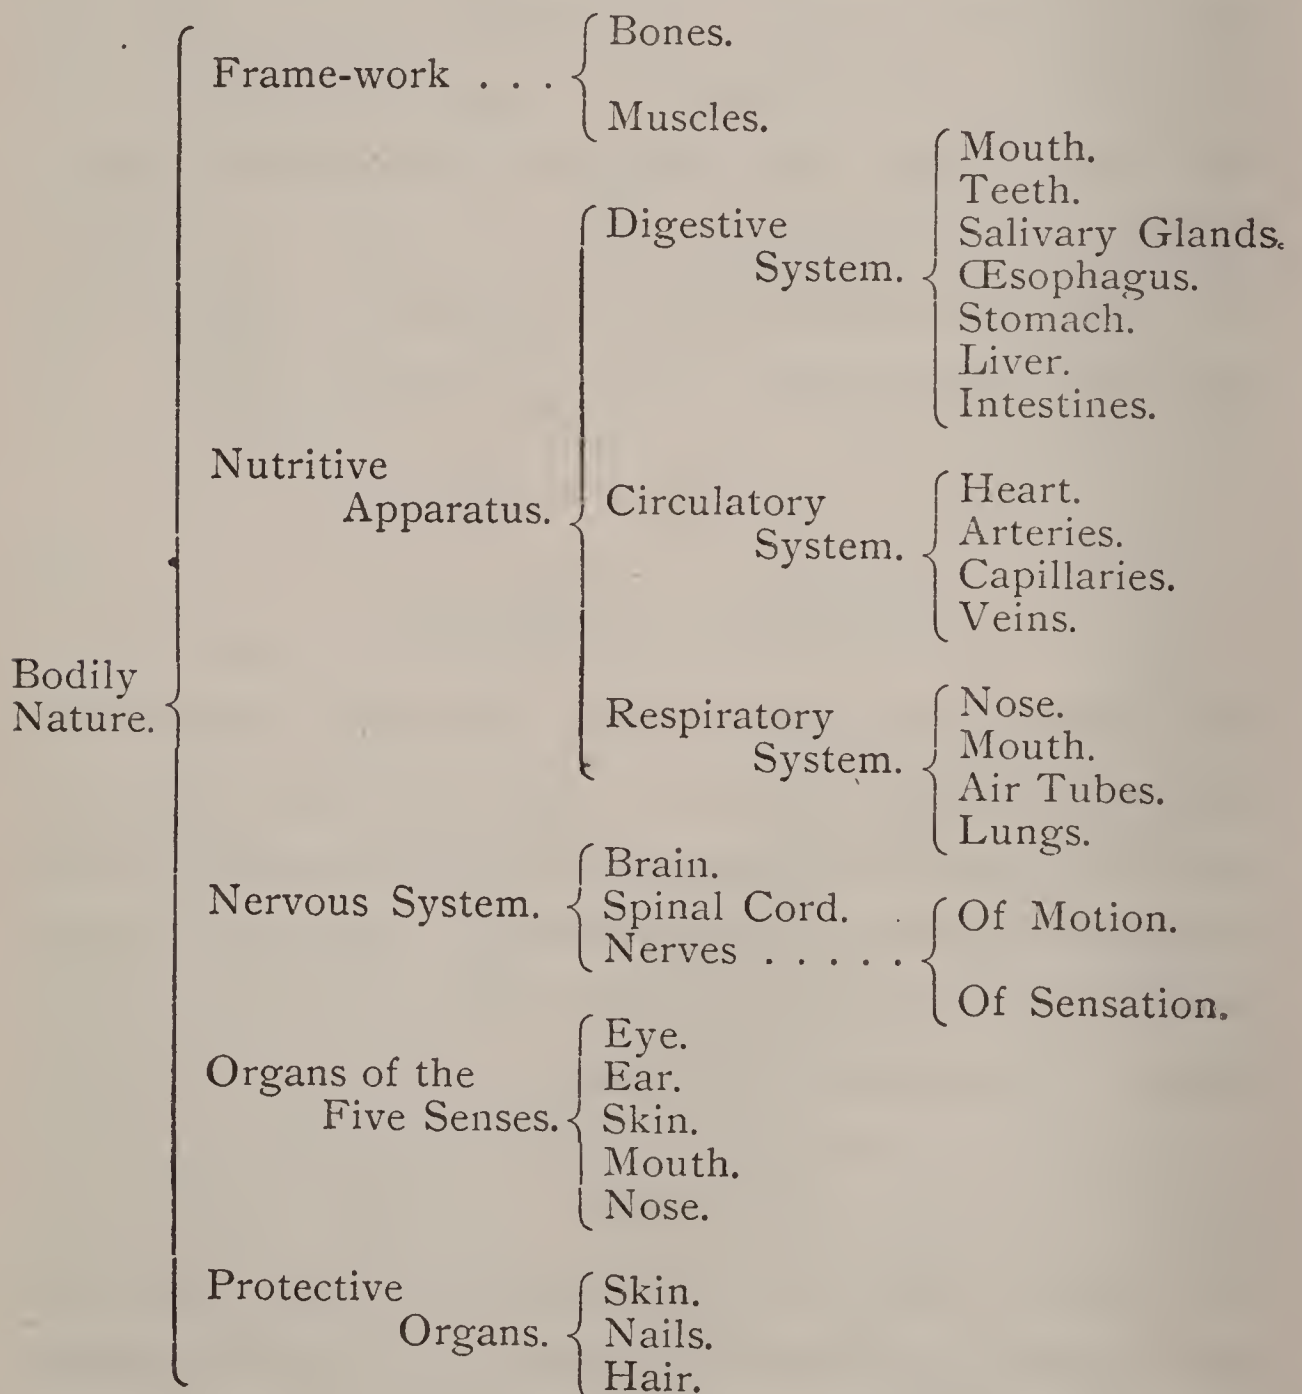 Bodily
Nature.
Frame-work . . .
Bones.
Muscles.
Nutritive
Apparatus.
Digestive
System.
Mouth.
Teeth.
Salivary Glands.
Œsophagus.
Stomach.
Liver.
Intestines.
Circulatory
System.
Heart.
Arteries.
Capillaries.
Veins.
Respiratory
System.
Nose.
Mouth.
Air Tubes.
Lungs.
Nervous System.
Brain.
Spinal Cord.
Nerves . . . . .
Of Motion.
Of Sensation.
Organs of the
Five Senses.
Eye.
Ear.
Skin.
Mouth.
Nose.
Protective
Organs.
Skin.
Nails.
Hair.